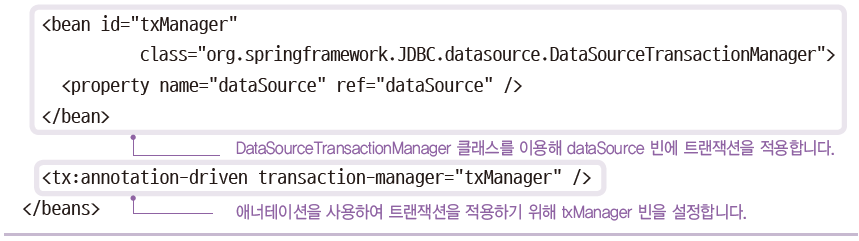 <bean id="txManager"
class="org.springframework.JDBC.datasource.DataSourceTransactionManager">
<property name="dataSource" ref="dataSource" />
</bean>
DataSourceTransactionManager 클래스를 이용해 dataSource 빈에 트랜잭션을 적용합니다.
<tx:annotation-driven transaction-manager="txManager" />
</beans>
애너테이션을 사용하여 트랜잭션을 적용하기 위해 txManager 빈을 설정합니다.